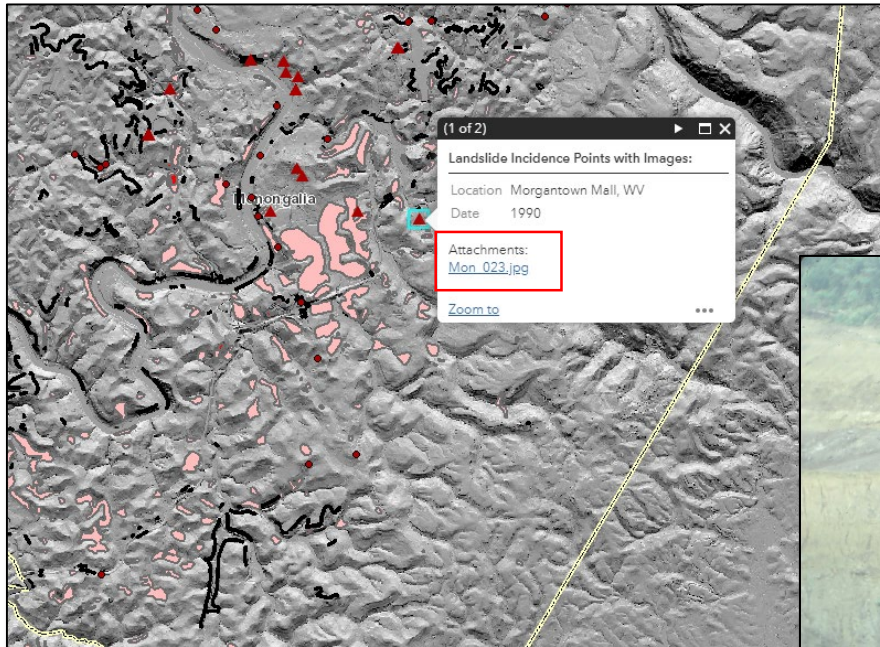 (1 of 2)
Landslide Incidence Points with Images:
Location Morgantown Mall, WV
Date 1990
Attachments:
Mon_023.jpg
Zoom to